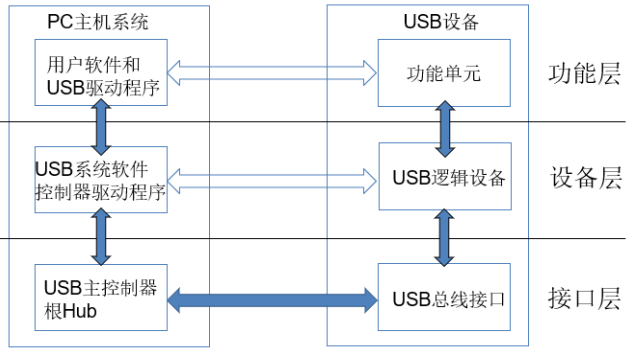 PC主机系统
USB设备
用户软件和
USB驱动程序
功能单元
功能层
USB系统软件
控制器驱动程序
USB逻辑设备
设备层
USB主控制器
根Hub
USB总线接口
接口层